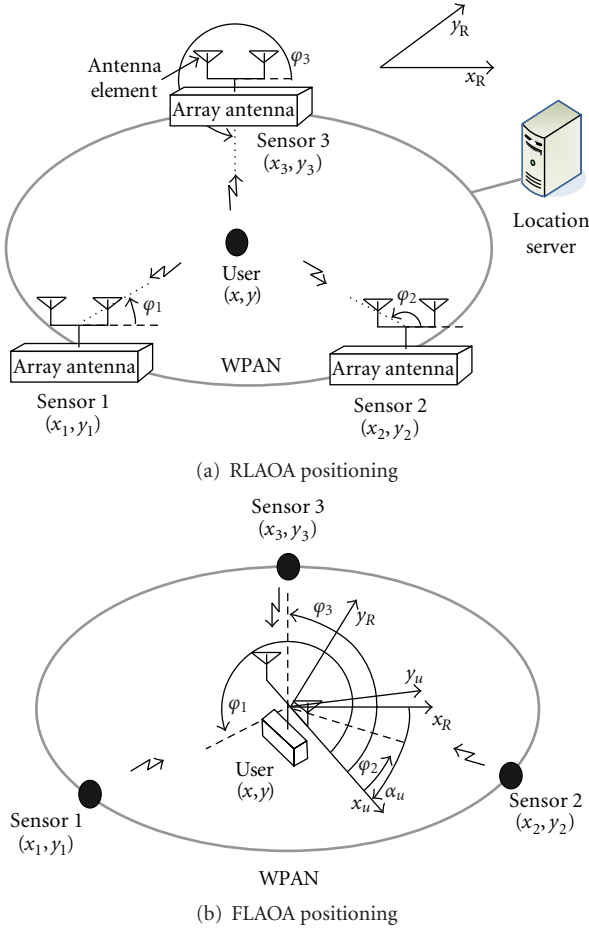 φ3
yR
xR
Antenna
element
Array antenna
Sensor 3
(x3, y3)
Location
server
User
(x, y)
φ1
φ2
Array antenna
WPAN
Array antenna
Sensor 1
(x1, y1)
Sensor 2
(x2, y2)
(a) RLAOA positioning
Sensor 3
(x3, y3)
φ3
yR
yu
xR
φ1
φ2
User
(x, y)
xu
αu
Sensor 1
(x1, y1)
Sensor 2
(x2, y2)
WPAN
(b) FLAOA positioning